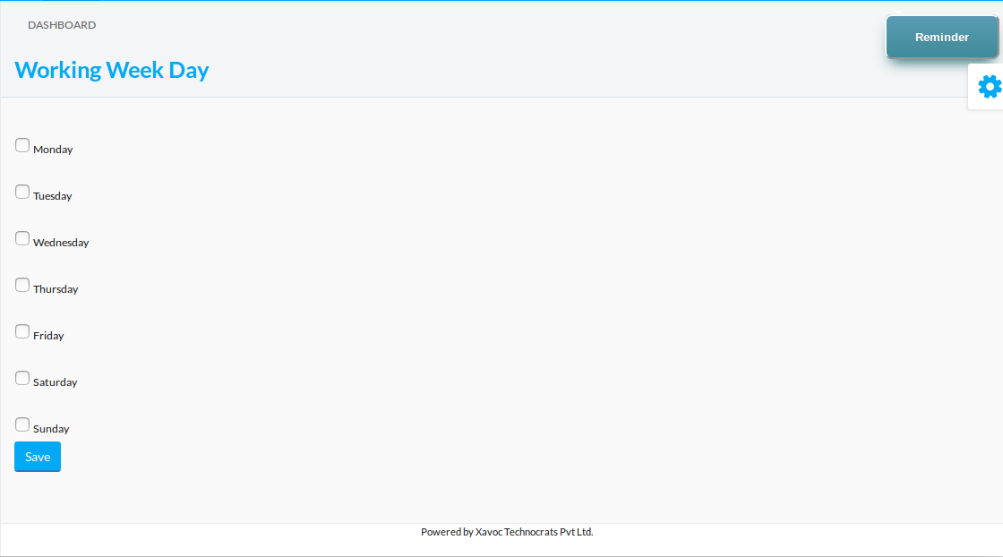 DASHBOARD
Reminder
Working Week Day
Monday
Tuesday
Wednesday
Thursday
Friday
Saturday
Sunday
Save
Powered by Xavoc Technocrats Pvt Ltd.